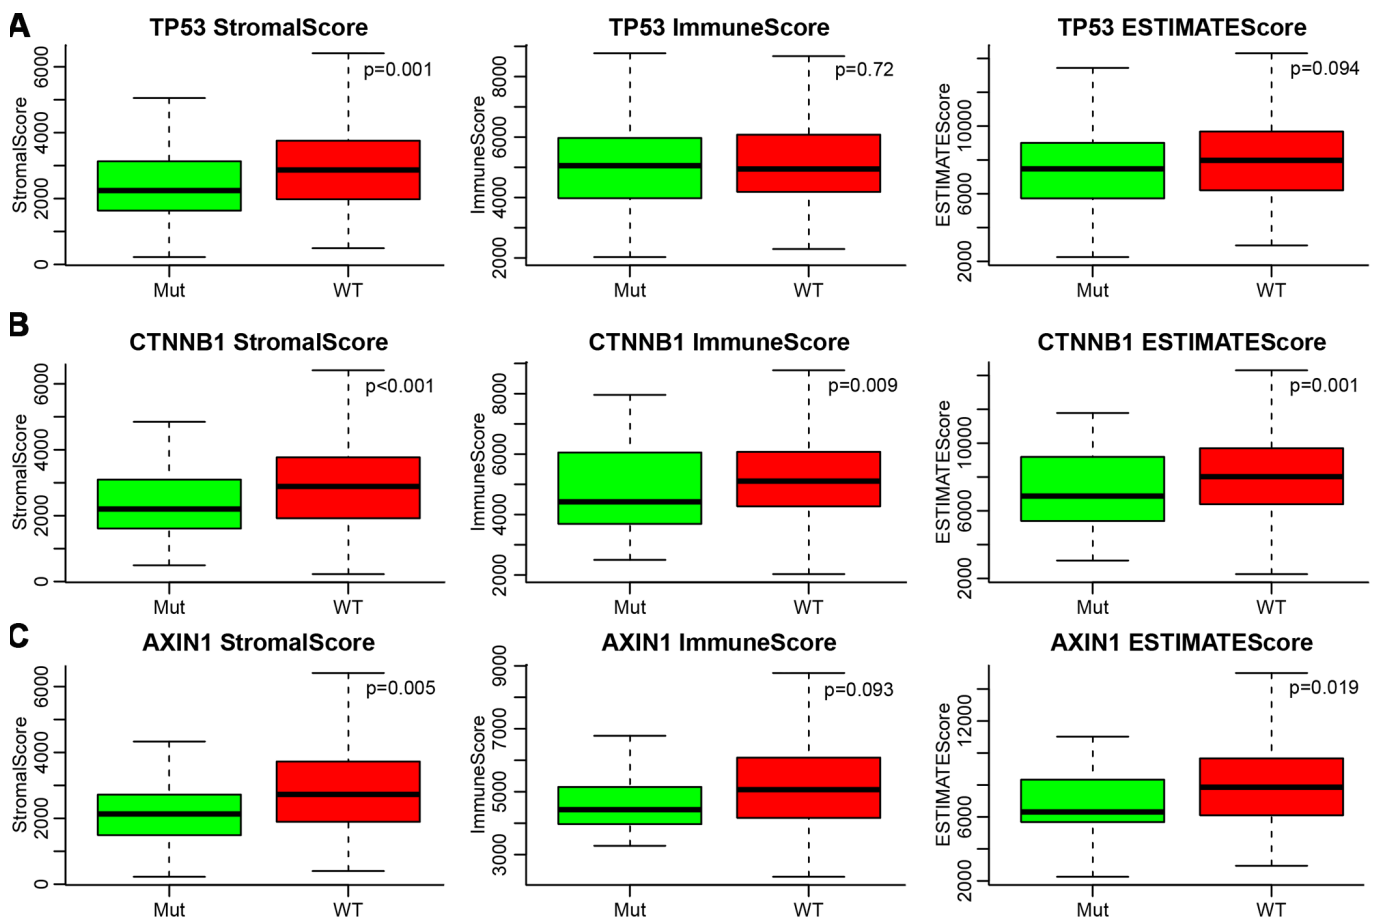 A
TP53 StromalScore
TP53 ImmuneScore
TP53 ESTIMATEScore
StromalScore
0
2000
4000
6000
p=0.001
Mut
WT
ImmuneScore
2000
4000
6000
8000
p=0.72
Mut
WT
ESTIMATEScore
2000
6000
10000
p=0.094
Mut
WT
B
CTNNB1 StromalScore
CTNNB1 ImmuneScore
CTNNB1 ESTIMATEScore
StromalScore
0
2000
4000
6000
p<0.001
Mut
WT
ImmuneScore
2000
4000
6000
8000
p=0.009
Mut
WT
ESTIMATEScore
2000
6000
10000
p=0.001
Mut
WT
C
AXIN1 StromalScore
AXIN1 ImmuneScore
AXIN1 ESTIMATEScore
StromalScore
0
2000
4000
6000
p=0.005
Mut
WT
ImmuneScore
3000
5000
7000
9000
p=0.093
Mut
WT
ESTIMATEScore
2000
6000
12000
p=0.019
Mut
WT